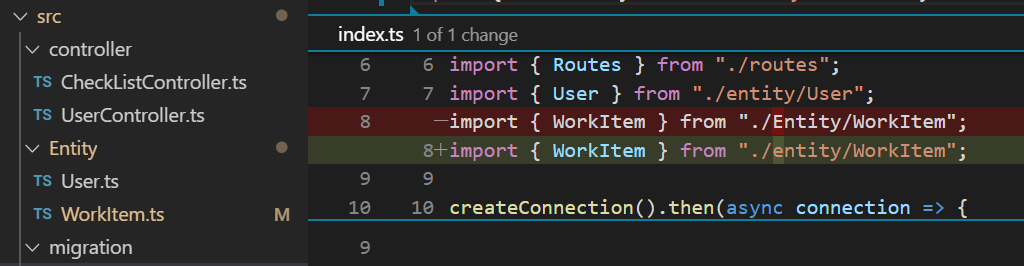 src
controller
TS CheckListController.ts
TS UserController.ts
Entity
TS User.ts
TS WorkItem.ts M
migration
index.ts 1 of 1 change
6 6 import { Routes } from "./routes";
7 7 import { User } from "./entity/User";
8 —import { WorkItem } from "./Entity/WorkItem";
8+import { WorkItem } from "./entity/WorkItem";
9 9
10 10 createConnection().then(async connection => {
9